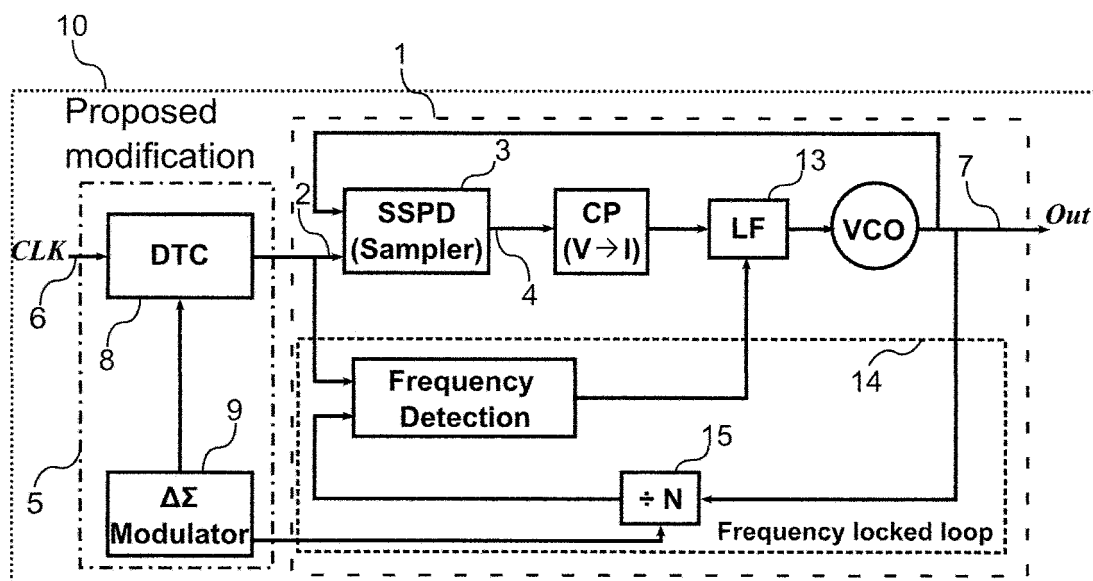 10
1
Proposed
modification
3
13
7
2
SSPD
(Sampler)
CP
(V → I)
LF
VCO
Out
CLK
DTC
6
4
8
14
Frequency
Detection
9
15
5
ΔΣ
Modulator
÷ N
Frequency locked loop